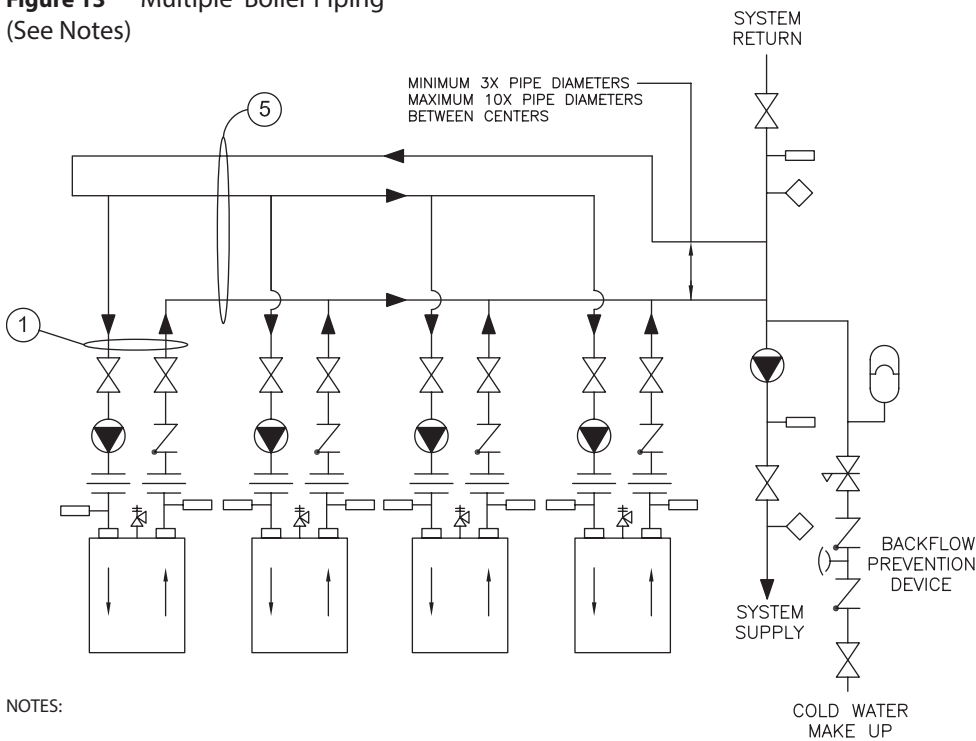 Figure 13 Multiple Boiler Piping
(See Notes)
SYSTEM
RETURN
MINIMUM 3X PIPE DIAMETERS
MAXIMUM 10X PIPE DIAMETERS
BETWEEN CENTERS
5
1
BACKFLOW
PREVENTION
DEVICE
SYSTEM
SUPPLY
NOTES:
COLD WATER
MAKE UP